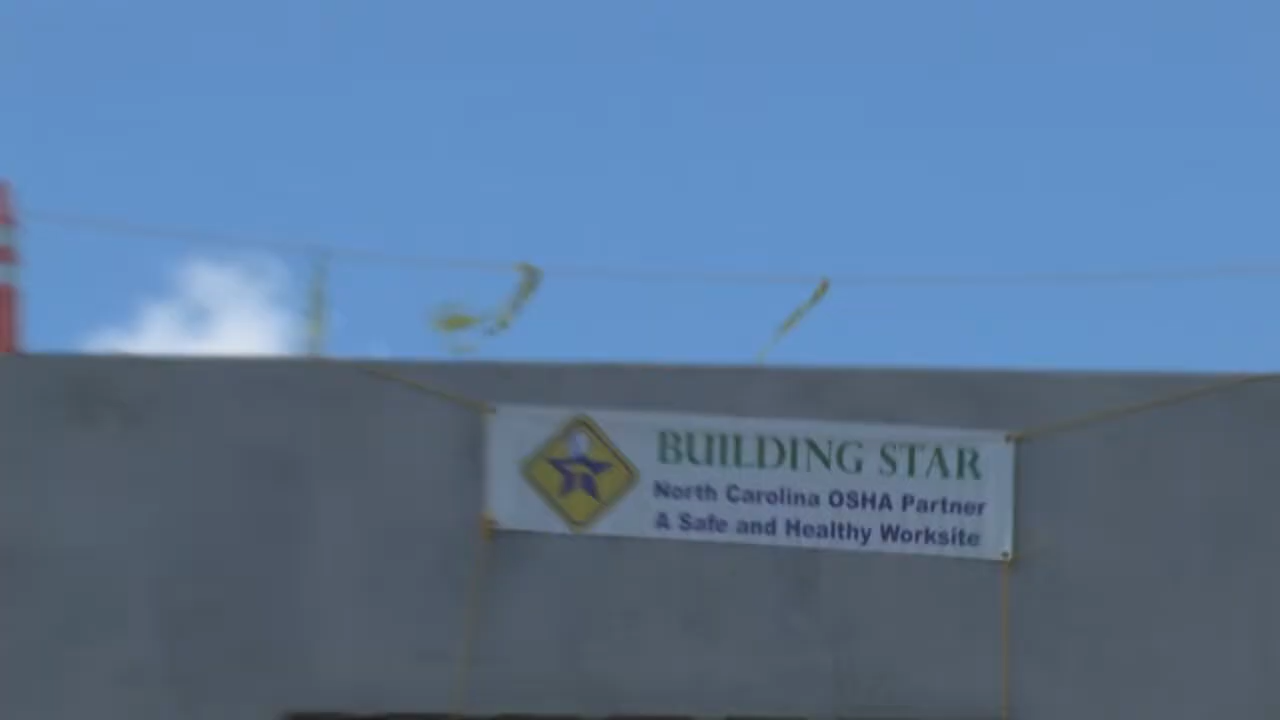 BUILDING STAR
North Carolina OSHA Partner
A Safe and Healthy Worksite